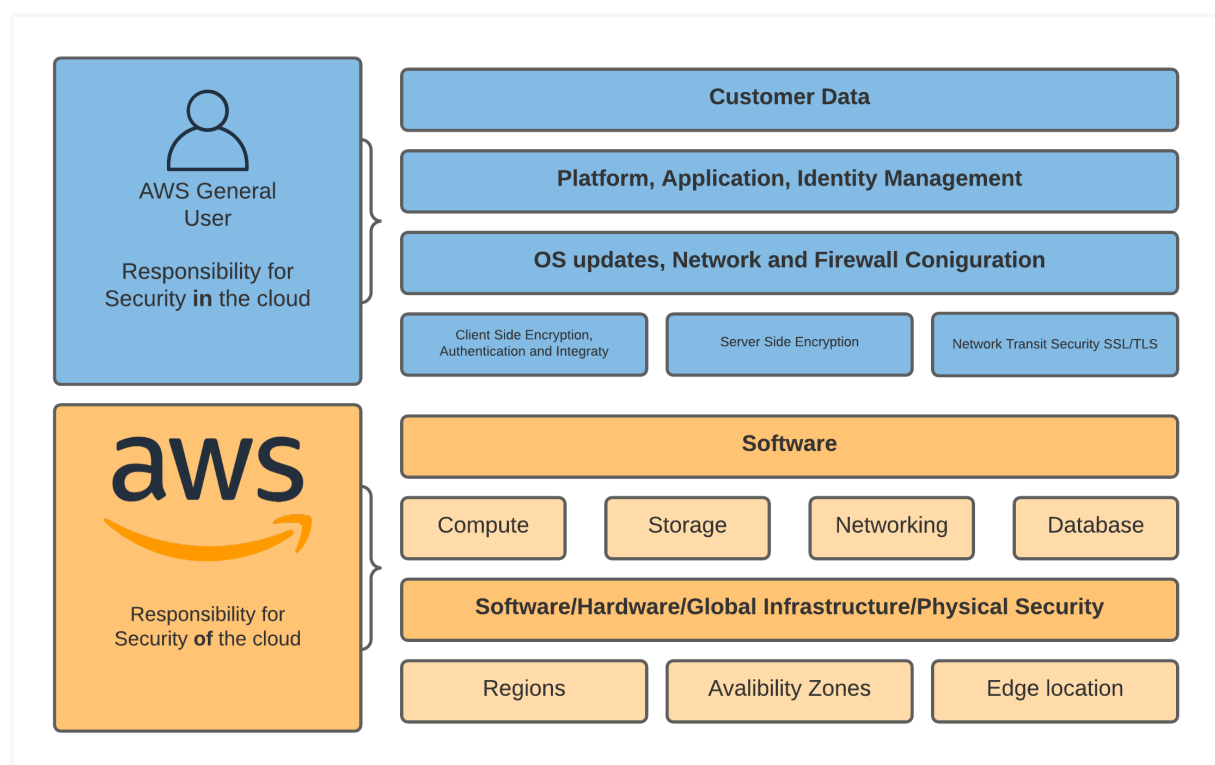 AWS General
User
Responsibility for
Security in the cloud
Customer Data
Platform, Application, Identity Management
OS updates, Network and Firewall Coniguration
Client Side Encryption,
Authentication and Integraty
Server Side Encryption
Network Transit Security SSL/TLS
aws
Responsibility for
Security of the cloud
Software
Compute
Storage
Networking
Database
Software/Hardware/Global Infrastructure/Physical Security
Regions
Avalibility Zones
Edge location